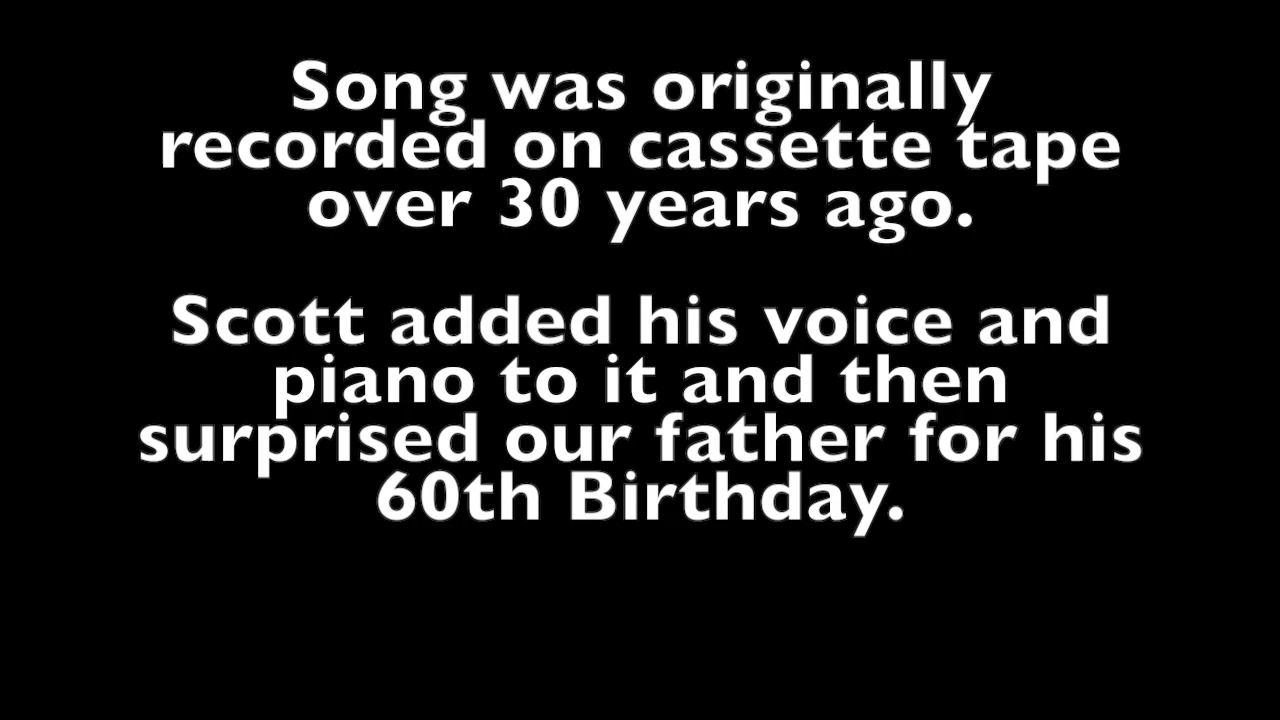 Song was originally
recorded on cassette tape
over 30 years ago.
Scott added his voice and
piano to it and then
surprised our father for his
60th Birthday.